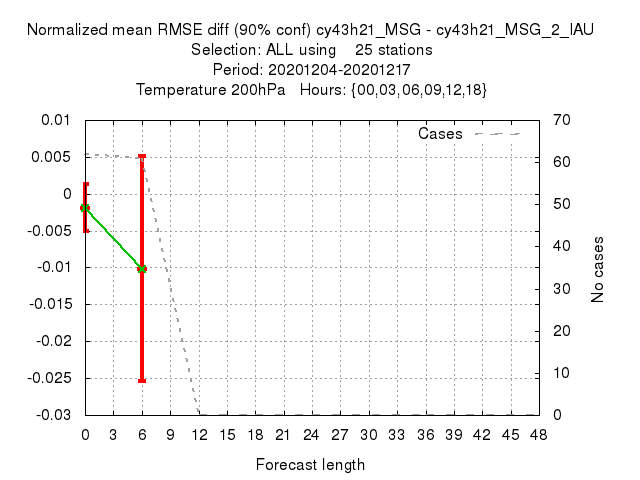 Normalized mean RMSE diff (90% conf) cy43h21_MSG - cy43h21_MSG_2_IAU
Selection: ALL using 25 stations
Period: 20201204-20201217
Temperature 200hPa Hours: {00,03,06,09,12,18}
Cases
0.01
0.005
0
-0.005
-0.01
-0.015
-0.02
-0.025
-0.03
70
60
50
40
30
20
10
0
No cases
0 3 6 9 12 15 18 21 24 27 30 33 36 39 42 45 48
Forecast length